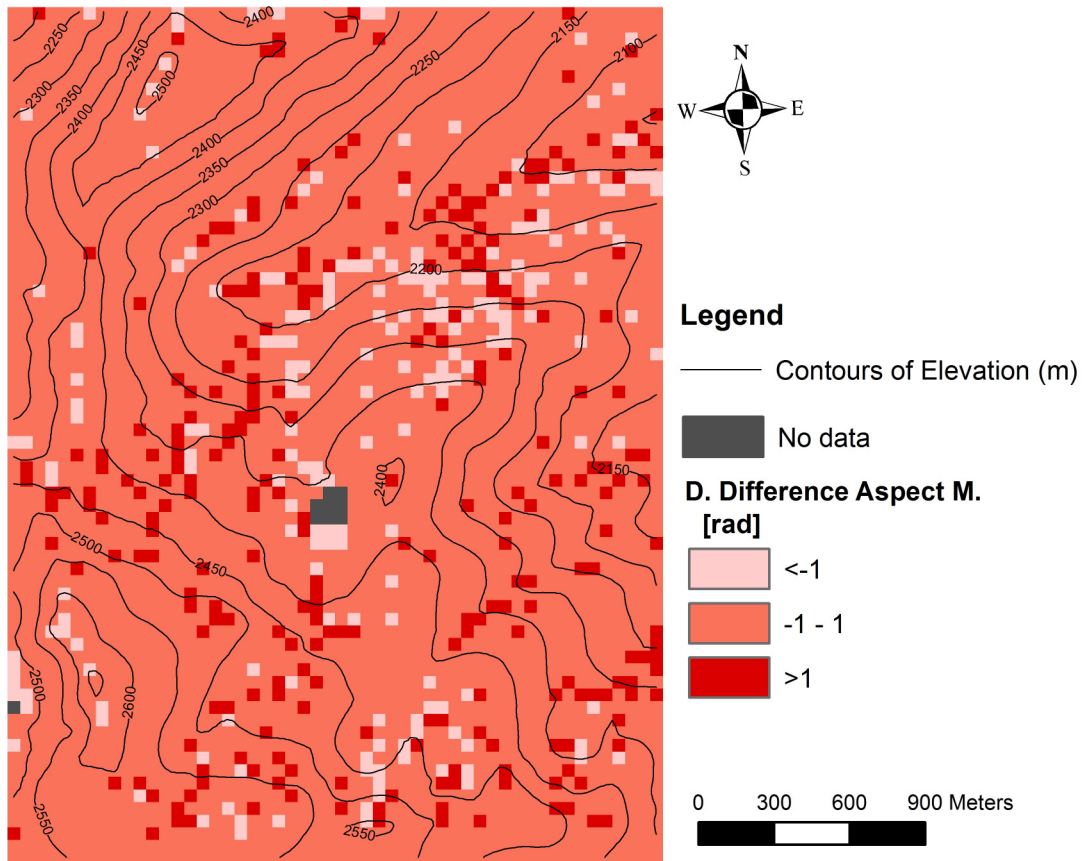 2400
2150
2250
2450
2100
2250
2500
2300
2350
2400
2400
2350
2300
2200
2400
2150
2500
2450
2500
2600
2550
2550
N
W E
S
Legend
Contours of Elevation (m)
No data
D. Difference Aspect M.
[rad]
<-1
-1 - 1
>1
0 300 600 900 Meters